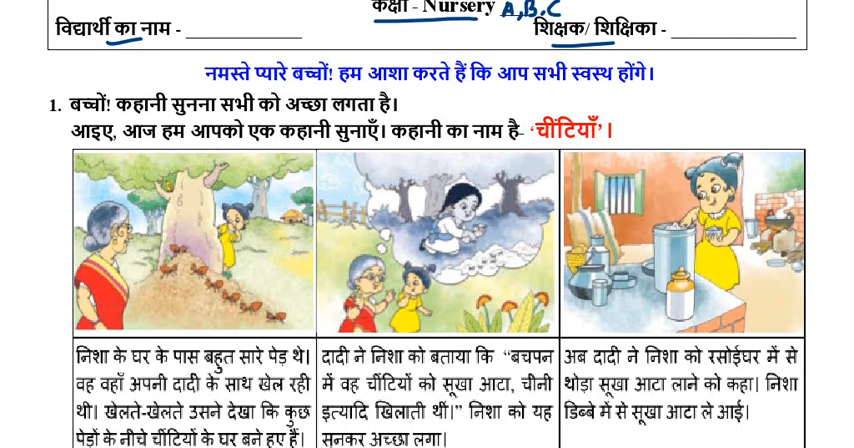 कक्षा - Nursery A,B,C
विद्यार्थी का नाम - ____________ शिक्षक/ शिक्षिका - _____________
नमस्ते प्यारे बच्चों! हम आशा करते हैं कि आप सभी स्वस्थ होंगे।
1. बच्चों! कहानी सुनना सभी को अच्छा लगता है।
आइए, आज हम आपको एक कहानी सुनाएँ। कहानी का नाम है- ‘चींटियाँ’।
निशा के घर के पास बहुत सारे पेड़ थे।
वह वहाँ अपनी दादी के साथ खेल रही
थी। खेलते-खेलते उसने देखा कि कुछ
पेड़ों के नीचे चींटियों के घर बने हुए हैं।
दादी ने निशा को बताया कि “बचपन
में वह चींटियों को सूखा आटा, चीनी
इत्यादि खिलाती थीं।” निशा को यह
सुनकर अच्छा लगा।
अब दादी ने निशा को रसोईघर में से
थोड़ा सूखा आटा लाने को कहा। निशा
डिब्बे में से सूखा आटा ले आई।